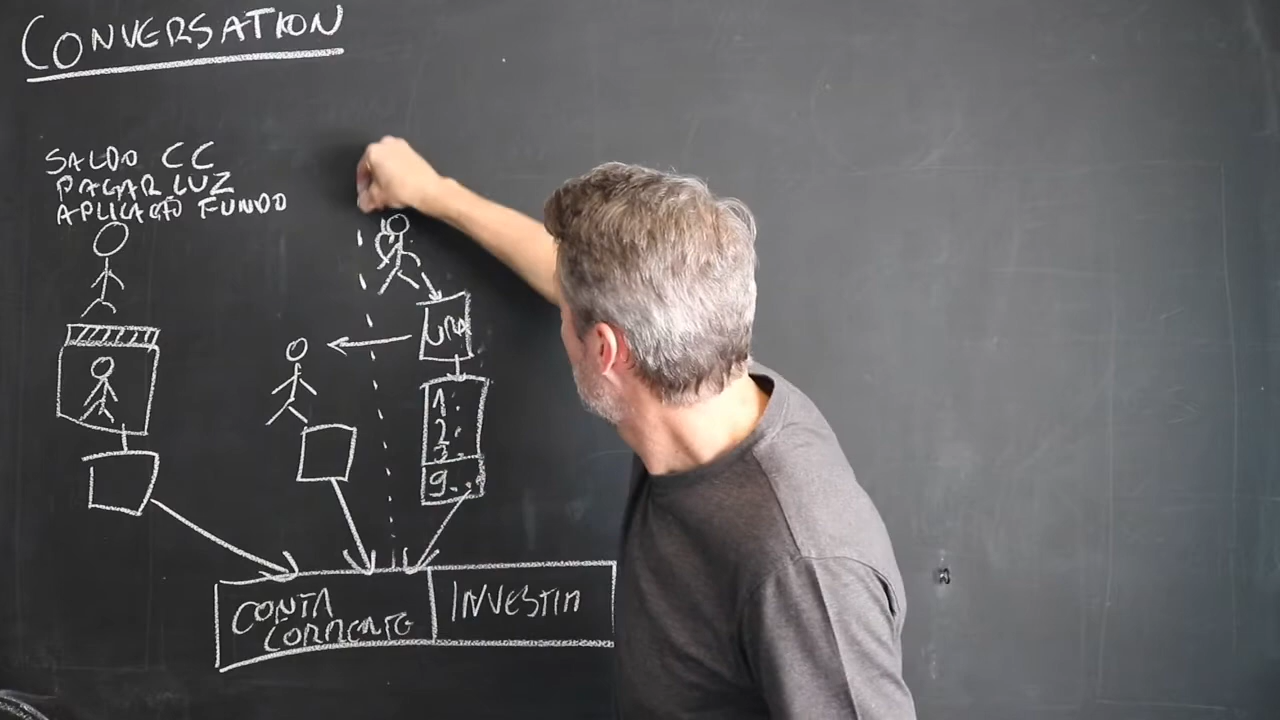 CONVERSATION
SALDO CC
PAGAR LUZ
APLICAÇÃO FUNDO
URA
1.
2.
3.
9..
CONTA
CORRENTE
INVESTIM